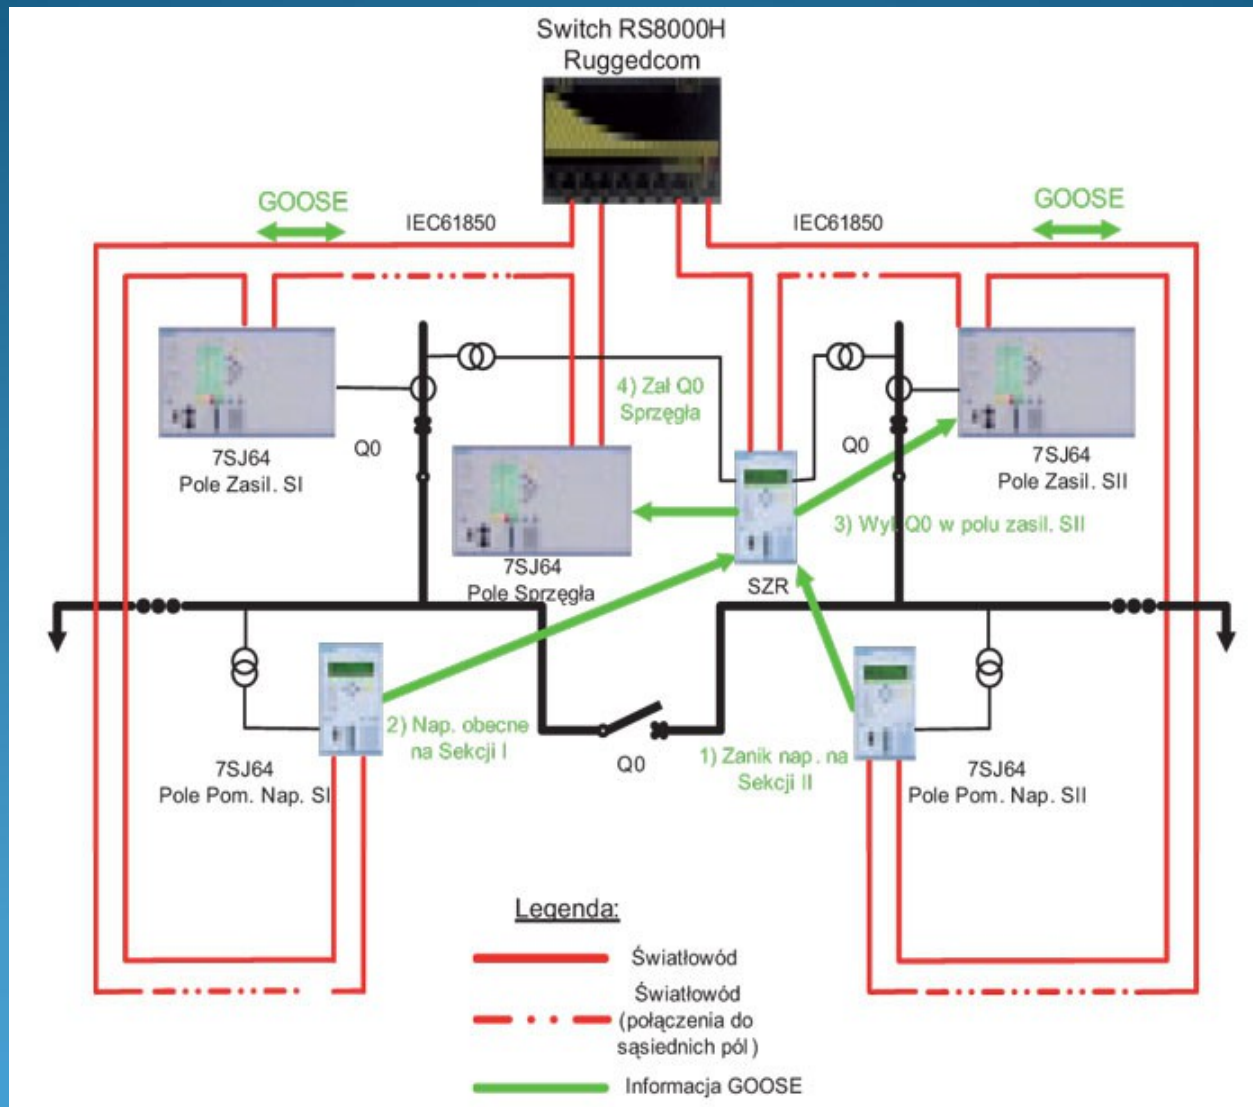 Switch RS8000H
Ruggedcom
GOOSE
IEC61850
IEC61850
GOOSE
4) Zał Q0
Sprzęgła
Q0
Q0
7SJ64
Pole Zasil. SI
7SJ64
Pole Zasil. SII
3) Wył. Q0 w polu zasil. SII
7SJ64
Pole Sprzęgła
SZR
2) Nap. obecne
na Sekcji I
Q0
1) Zanik nap. na
Sekcji II
7SJ64
Pole Pom. Nap. SI
7SJ64
Pole Pom. Nap. SII
Legenda:
Światłowód
Światłowód
(połączenia do
sąsiednich pól)
Informacja GOOSE